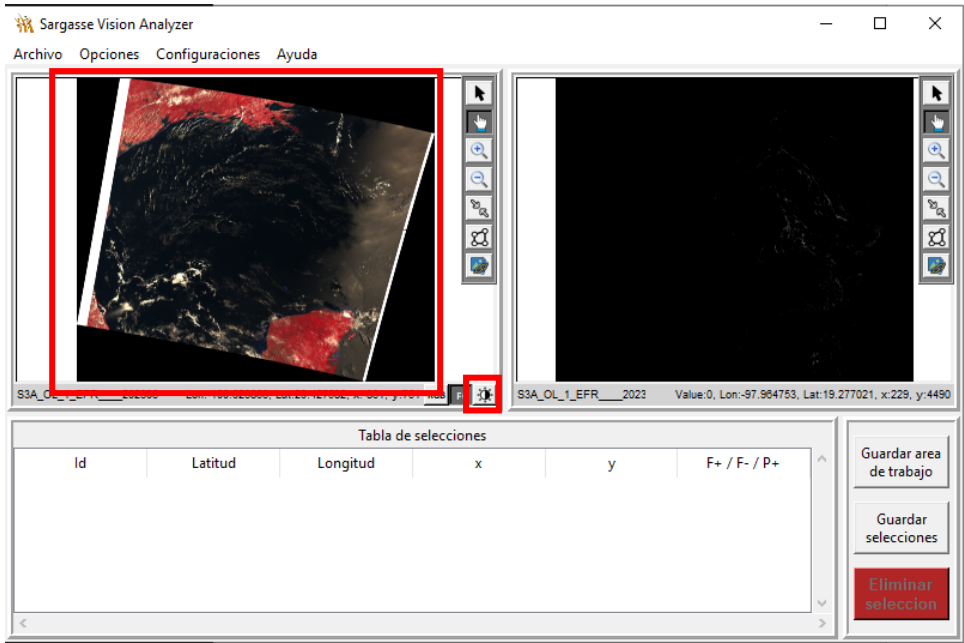 Sargasse Vision Analyzer
Archivo Opciones Configuraciones Ayuda
S3A_OL_1_EFR____2023 Value:0, Lon:-97.964753, Lat:19.277021, x:229, y:4490
Tabla de selecciones
Id Latitud Longitud x y F+ / F- / P+
Guardar area
de trabajo
Guardar
selecciones
Eliminar
seleccion